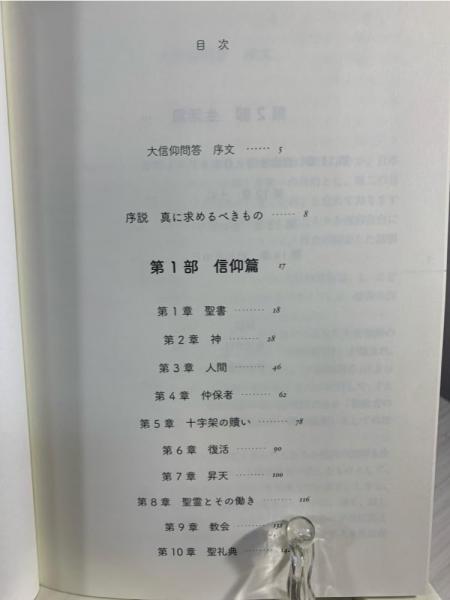 目 次
大信仰問答 序文 …… 5
序説 真に求めるべきもの …… 8
第1部 信仰篇 17
第1章 聖書 ……… 18
第2章 神 ……… 28
第3章 人間 ……… 46
第4章 仲保者 ……… 62
第5章 十字架の贖い ……… 78
第6章 復活 ……… 90
第7章 昇天 ……… 100
第8章 聖霊とその働き ……… 116
第9章 教会 ………
第10章 聖礼典 ………